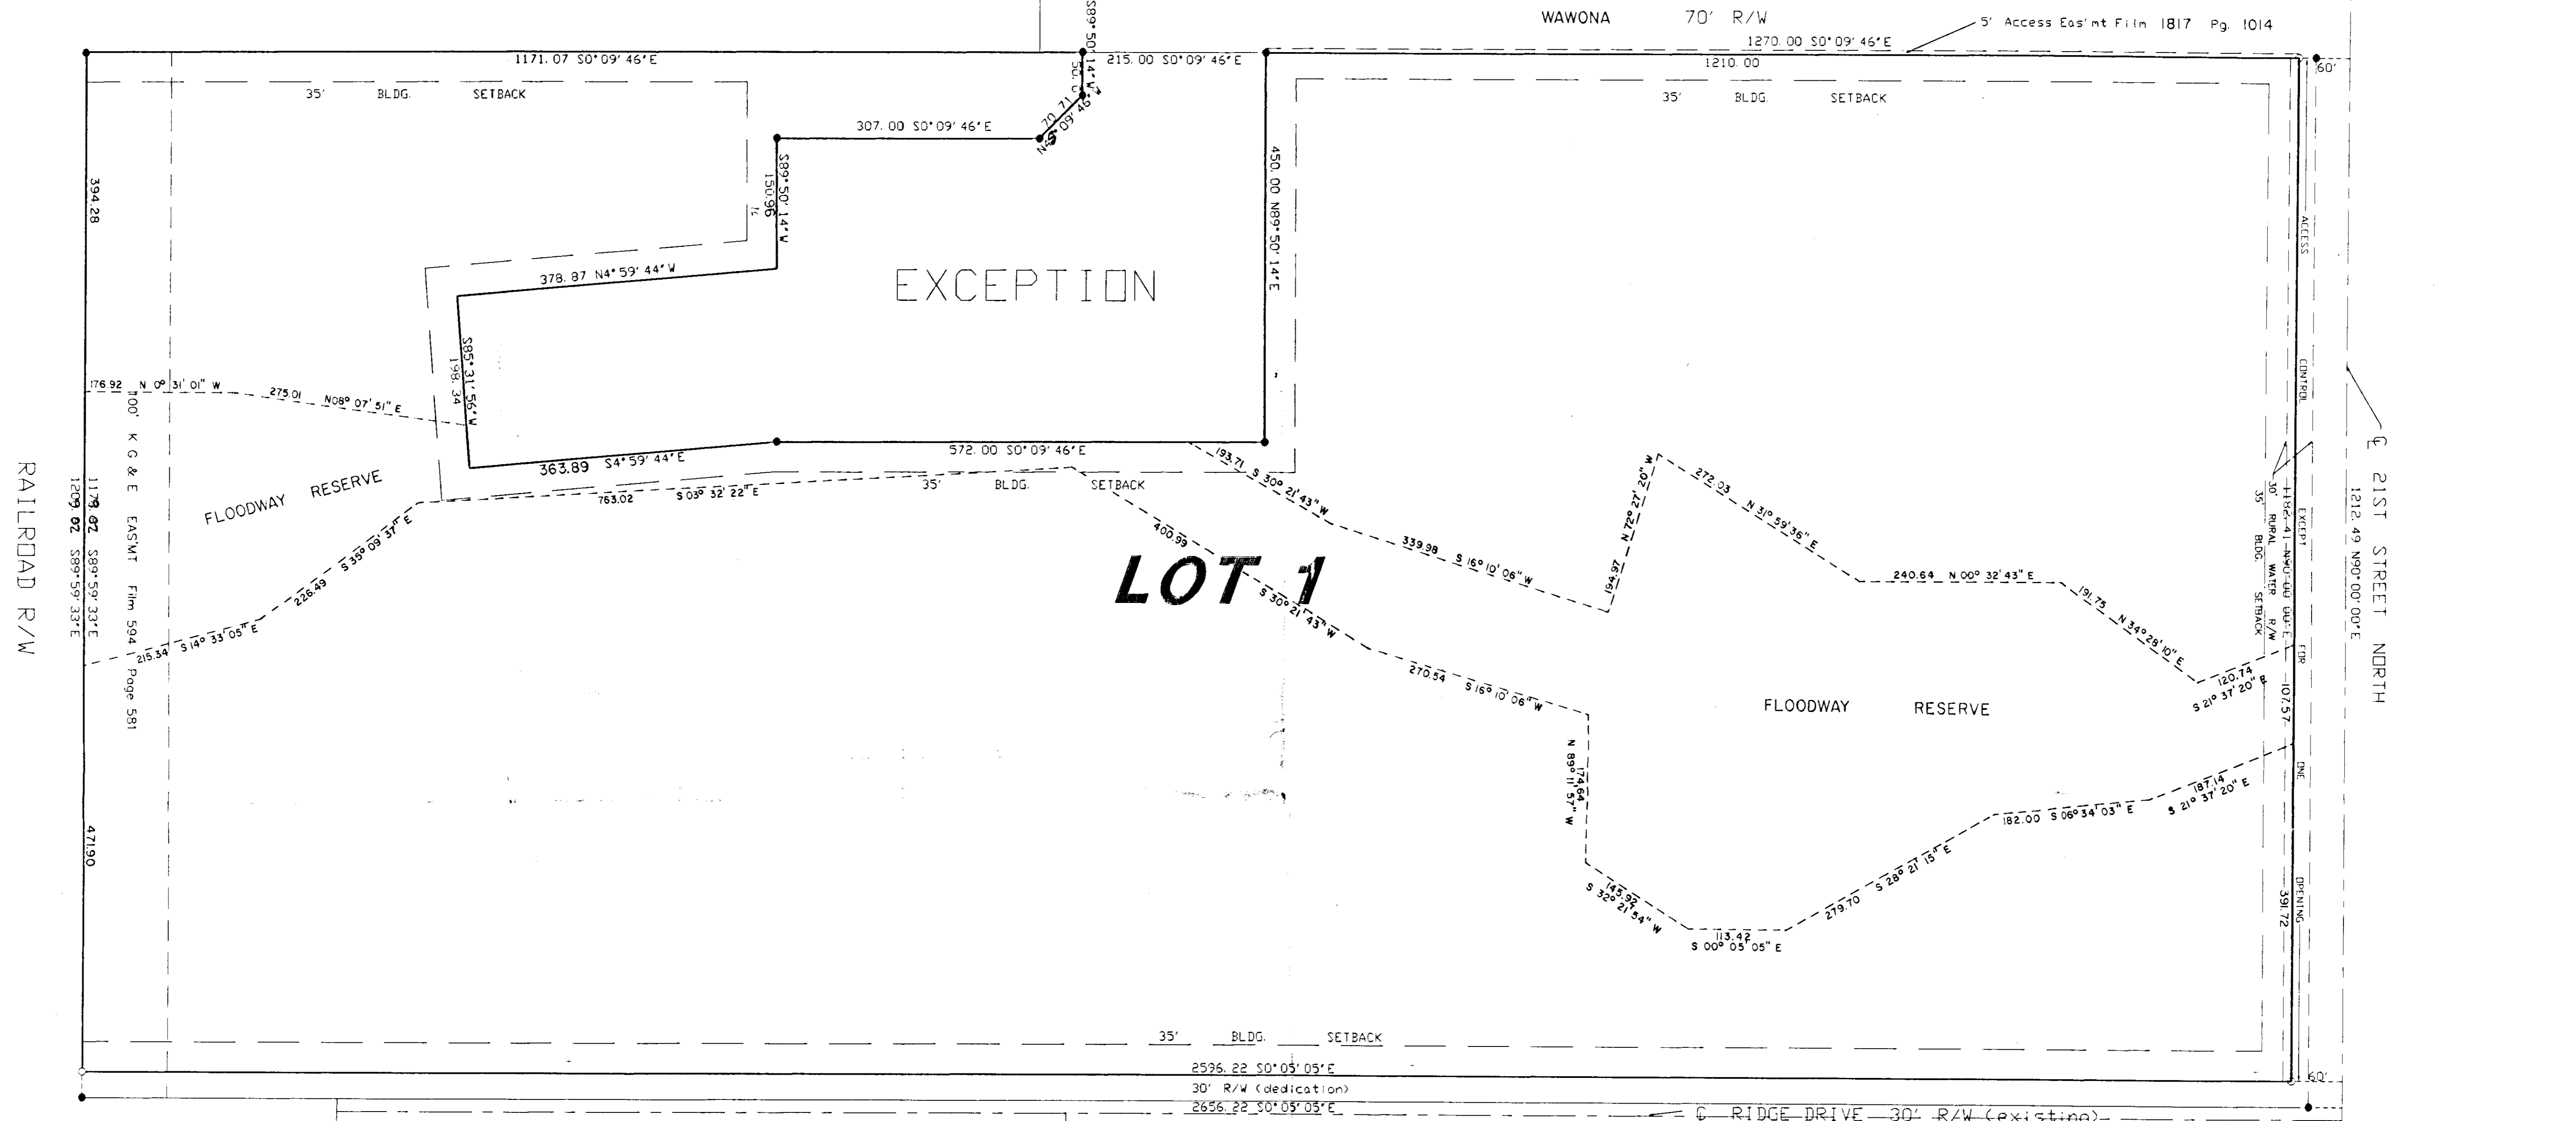 WAWONA 70' R/W
5' Access Eas'mt Film 1817 Pg. 1014
1270.00 S0°09'46"E
1171.07 S0°09'46"E
215.00 S0°09'46"E
1210.00
60'
35' BLDG. SETBACK
35' BLDG. SETBACK
307.00 S0°09'46"E
70.71
S89°50'14"W
150.96
394.28
450.00 N89°50'14"E
378.87 N4°59'44"W
EXCEPTION
S85°31'56"W
198.34
176.92 N 0°31'01" W
275.01 N08°07'51" E
363.89 S4°59'44"E
572.00 S0°09'46"E
35' BLDG. SETBACK
763.02 S 03°32'22" E
FLOODWAY RESERVE
226.49 S 35°09'37" E
215.34 S 14°33'05" E
100' K G & E EAS'MT Film 594 Page 581
RAILROAD R/W
S89°59'33"E
S89°59'33"E
471.90
LOT 1
193.71 S 30°21'43" W
339.98 S 16°10'06" W
194.97 N 72°27'20" W
272.03 N 31°59'36" E
240.64 N 00°32'43" E
191.75 N 34°28'10" E
120.74
S 21°37'20" E
400.99 S 30°21'43" W
270.54 S 16°10'06" W
174.64
N 89°11'57" W
145.92
S 32°21'54" W
113.42
S 00°05'05" E
279.70 S 28°21'15" E
182.00 S 06°34'03" E
187.14
S 21°37'20" E
FLOODWAY RESERVE
ACCESS CONTROL EXCEPT FOR ONE OPENING
30' RURAL WATER R/W
35' BLDG. SETBACK
107.57
391.72
℄ 21ST STREET NORTH
1212.49 N90°00'00"E
35' BLDG. SETBACK
2596.22 S0°05'05"E
30' R/W (dedication)
2656.22 S0°05'05"E
60'
℄ RIDGE DRIVE 30' R/W (existing)